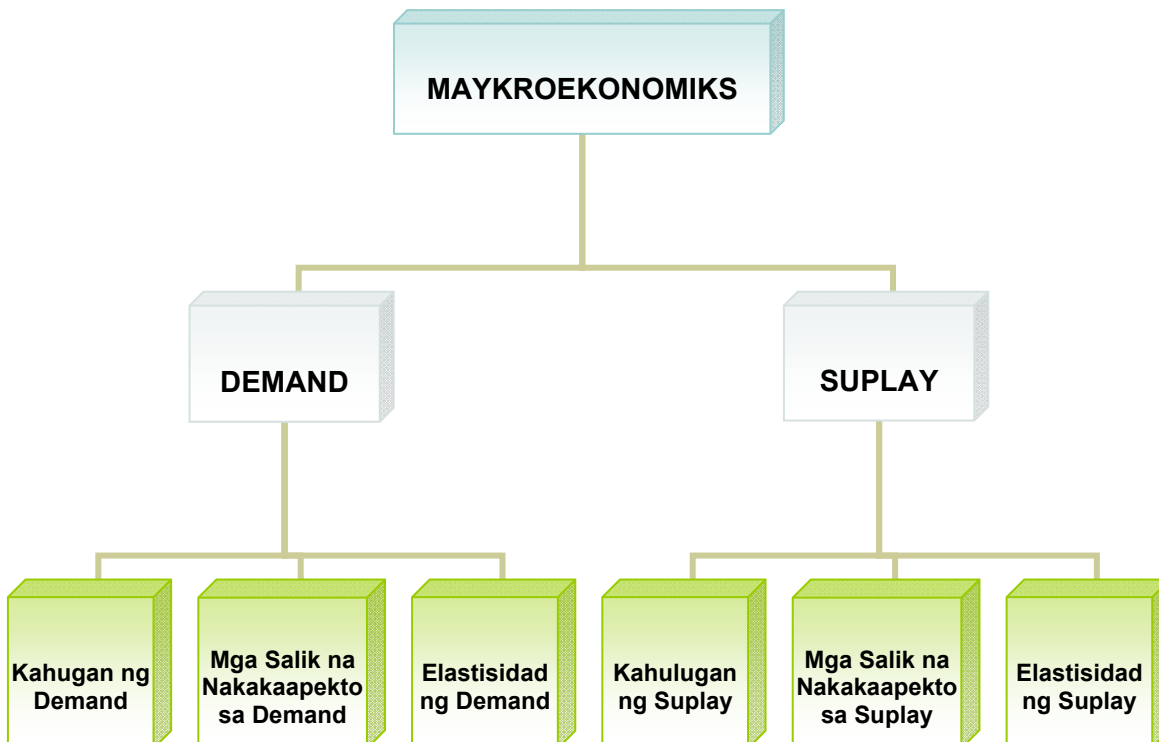 MAYKROEKONOMIKS
DEMAND
SUPLAY
Kahugan ng
Demand
Mga Salik na
Nakakaapekto
sa Demand
Elastisidad
ng Demand
Kahulugan
ng Suplay
Mga Salik na
Nakakaapekto
sa Suplay
Elastisidad
ng Suplay